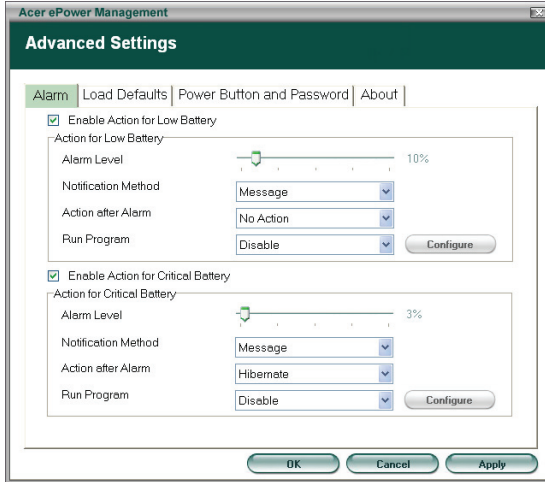 Acer ePower Management
Advanced Settings
Alarm Load Defaults Power Button and Password About
Enable Action for Low Battery
Action for Low Battery
Alarm Level 10%
Notification Method Message
Action after Alarm No Action
Run Program Disable Configure
Enable Action for Critical Battery
Action for Critical Battery
Alarm Level 3%
Notification Method Message
Action after Alarm Hibernate
Run Program Disable Configure
OK Cancel Apply